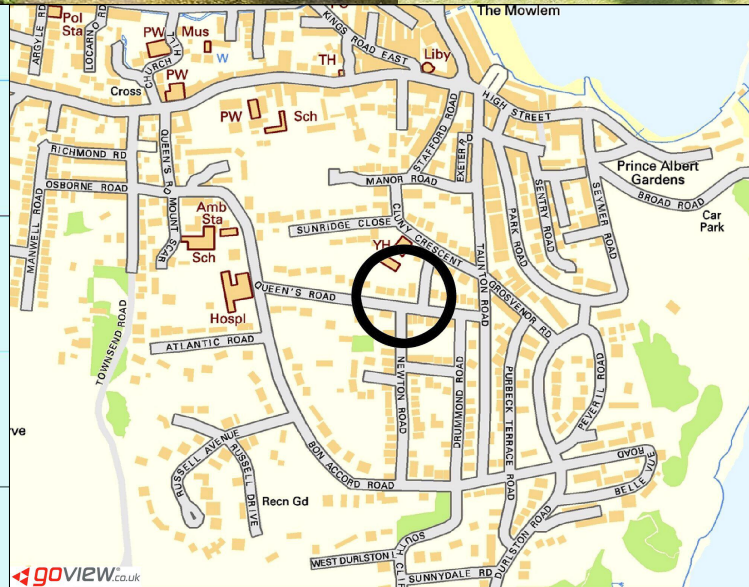 The Mowlem
Pol
Sta
ARGYLE RD
LOCARNO RD
PW
Mus
CHURCH HILL
W
PW
Cross
KINGS ROAD EAST
TH
Liby
HIGH STREET
PW
Sch
STAFFORD ROAD
EXETER RD
RICHMOND RD
QUEEN'S RD
OSBORNE ROAD
MANOR ROAD
Prince Albert
Gardens
BROAD ROAD
Car
Park
MANWELL ROAD
MOUNT SCAR
Amb
Sta
Sch
SUNRIDGE CLOSE
CLUNY CRESCENT
YH
PARK ROAD
SENTRY ROAD
SEYMER ROAD
TAUNTON ROAD
GROSVENOR RD
Hospl
QUEEN'S ROAD
TOWNSEND ROAD
ATLANTIC ROAD
NEWTON ROAD
DRUMMOND ROAD
PURBECK TERRACE ROAD
PEVERIL ROAD
rve
RUSSELL AVENUE
RUSSELL DRIVE
BON ACCORD ROAD
BELLE VUE ROAD
Recn Gd
DURLSTON ROAD
SOUTH CLIF
WEST DURLSTON
SUNNYDALE RD
goview.co.uk